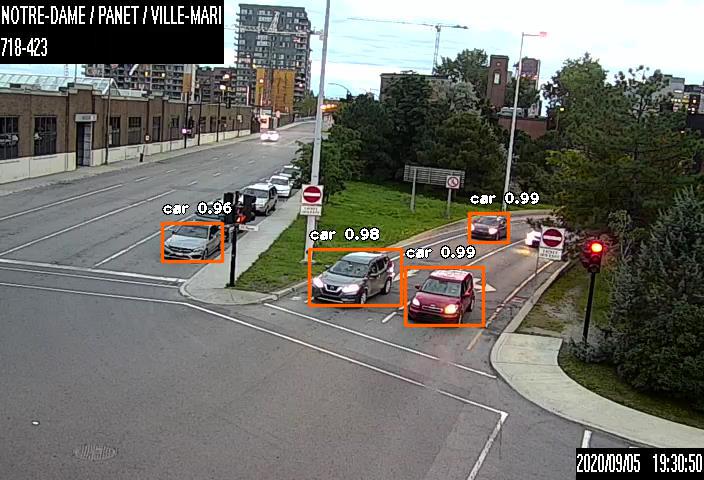 NOTRE-DAME / PANET / VILLE-MARI
718-423
car 0.96
car 0.99
car 0.98
car 0.99
2020/09/05 19:30:50